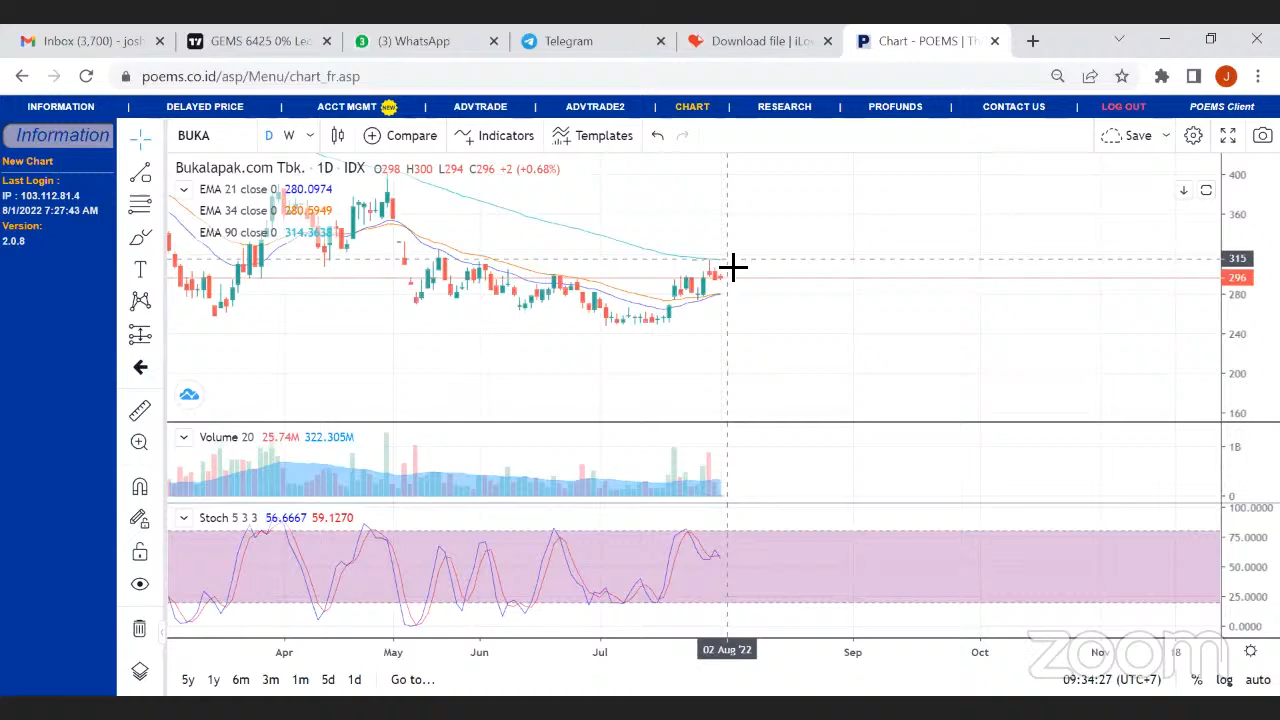 Inbox (3,700) - josh
GEMS 6425 0% Lec
3 (3) WhatsApp
Telegram
Download file | iLov
Chart - POEMS | Th
poems.co.id/asp/Menu/chart_fr.asp
J
INFORMATION | DELAYED PRICE | ACCT MGMT NEW | ADVTRADE | ADVTRADE2 | CHART | RESEARCH | PROFUNDS | CONTACT US | LOG OUT POEMS Client
Information
New Chart
Last Login :
IP : 103.112.81.4
8/1/2022 7:27:43 AM
Version:
2.0.8
BUKA D W Compare Indicators Templates Save
Bukalapak.com Tbk. · 1D · IDX O298 H300 L294 C296 +2 (+0.68%)
EMA 21 close 0 280.0974
EMA 34 close 0 280.5949
EMA 90 close 0 314.3638
400
360
315
296
280
240
200
160
Volume 20 25.74M 322.305M
1B
0
Stoch 5 3 3 56.6667 59.1270
100.0000
75.0000
50.0000
25.0000
0.0000
Apr May Jun Jul 02 Aug '22 Sep Oct Nov 18
zoom
5y 1y 6m 3m 1m 5d 1d Go to... 09:34:27 (UTC+7) % log auto